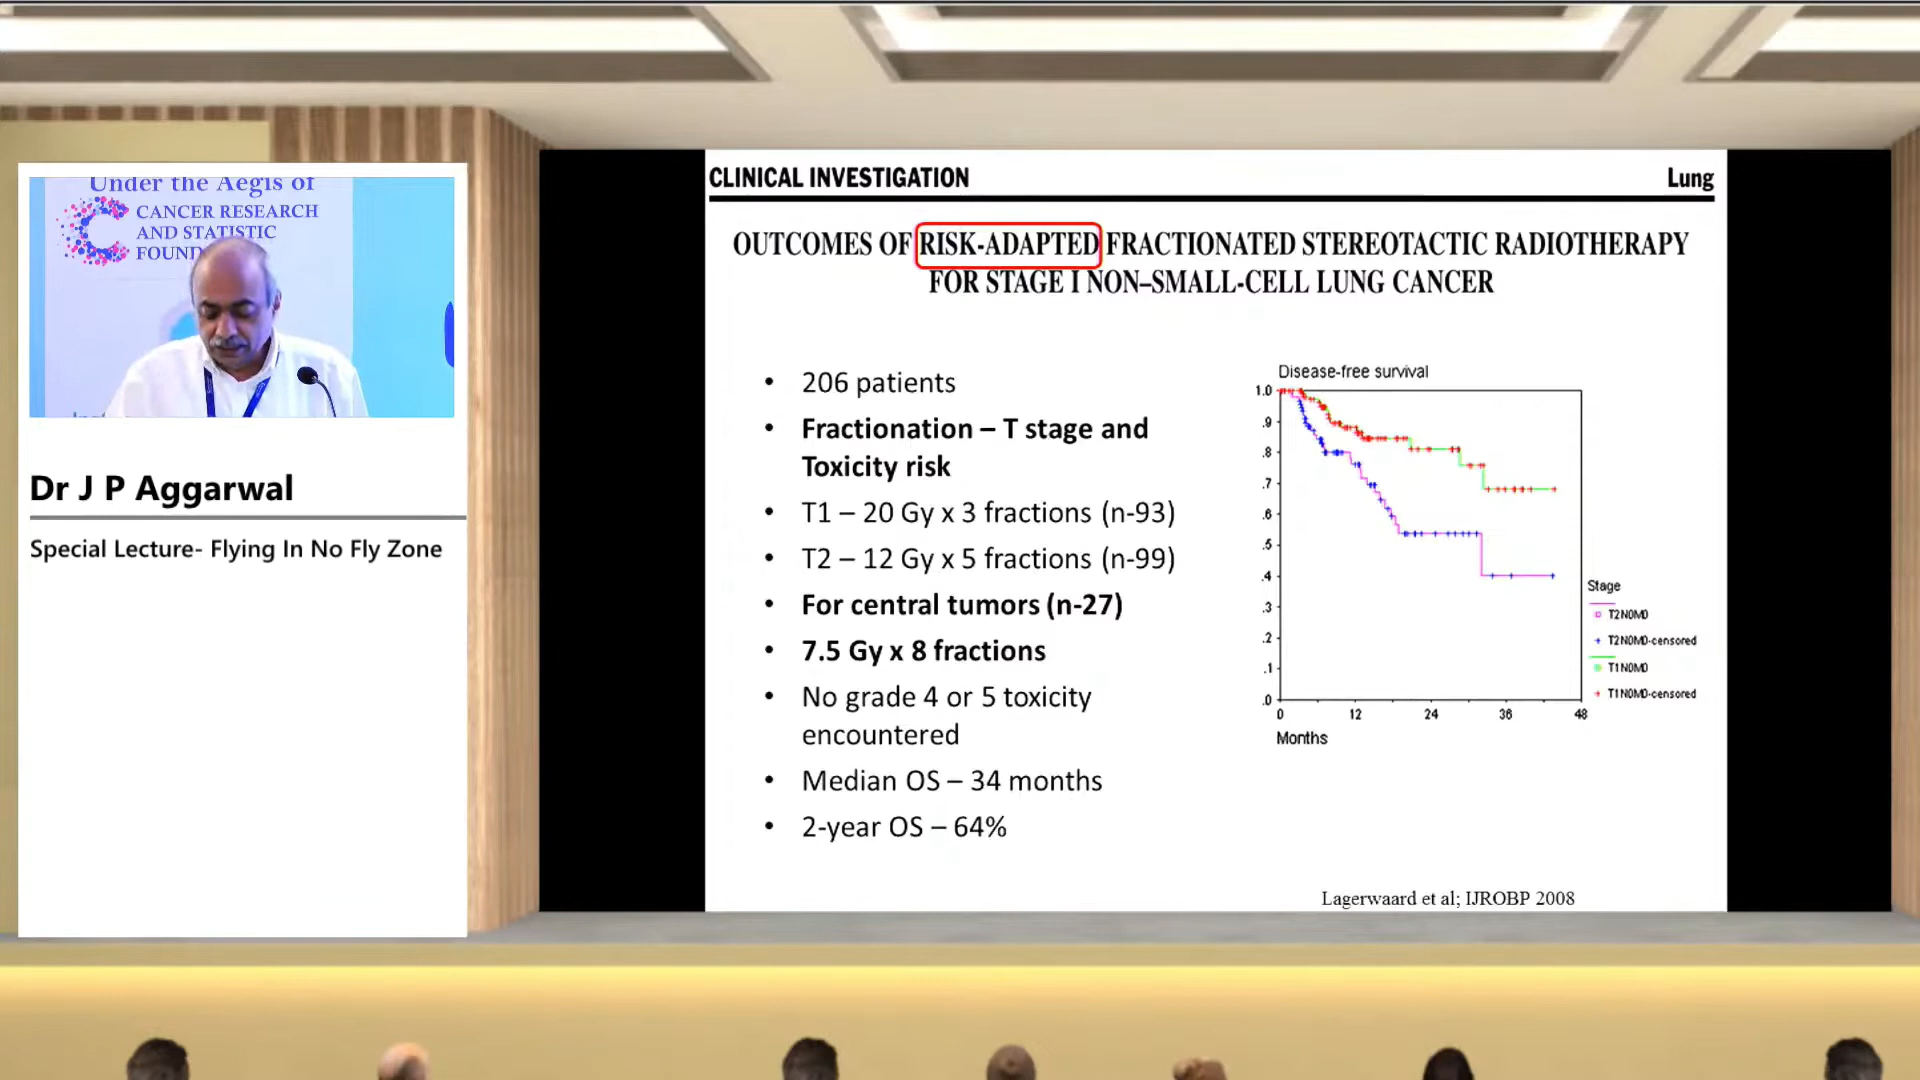 Under the Aegis of
CANCER RESEARCH
AND STATISTIC
Dr J P Aggarwal
Special Lecture- Flying In No Fly Zone
CLINICAL INVESTIGATION
Lung
OUTCOMES OF RISK-ADAPTED FRACTIONATED STEREOTACTIC RADIOTHERAPY
FOR STAGE I NON–SMALL-CELL LUNG CANCER
• 206 patients
• Fractionation – T stage and
Toxicity risk
• T1 – 20 Gy x 3 fractions (n-93)
• T2 – 12 Gy x 5 fractions (n-99)
• For central tumors (n-27)
• 7.5 Gy x 8 fractions
• No grade 4 or 5 toxicity
encountered
• Median OS – 34 months
• 2-year OS – 64%
Disease-free survival
1.0
.9
.8
.7
.6
.5
.4
.3
.2
.1
.0
0 12 24 36 48
Months
Stage
T2N0M0
T2N0M0-censored
T1N0M0
T1N0M0-censored
Lagerwaard et al; IJROBP 2008